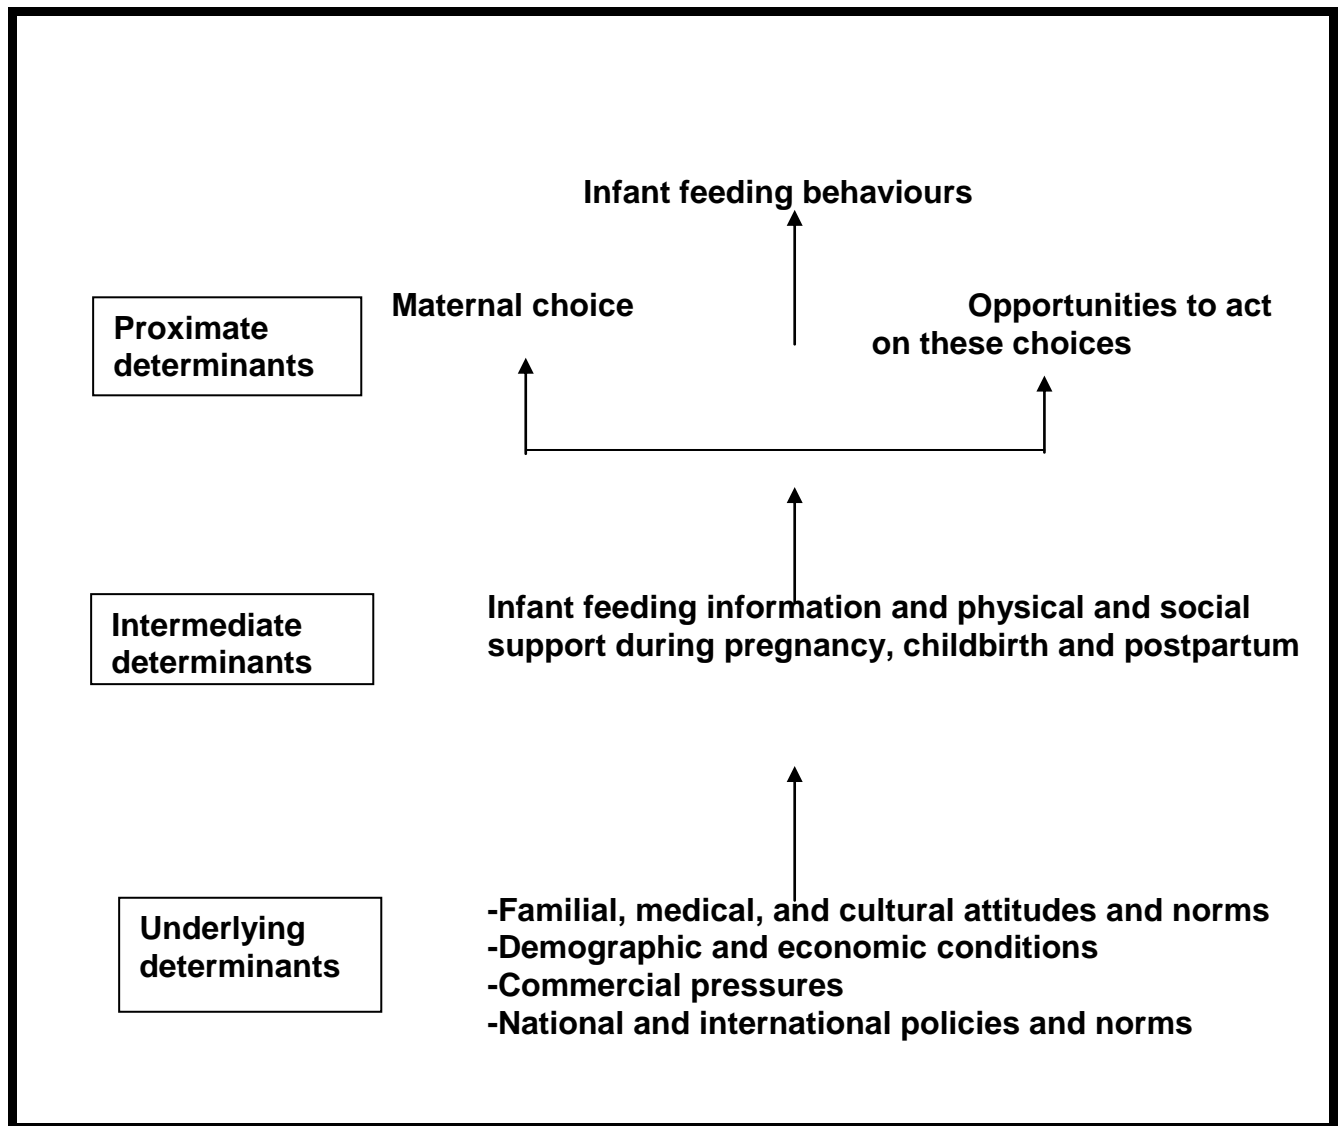 Infant feeding behaviours
Proximate
determinants
Maternal choice
Opportunities to act
on these choices
Intermediate
determinants
Infant feeding information and physical and social
support during pregnancy, childbirth and postpartum
Underlying
determinants
-Familial, medical, and cultural attitudes and norms
-Demographic and economic conditions
-Commercial pressures
-National and international policies and norms